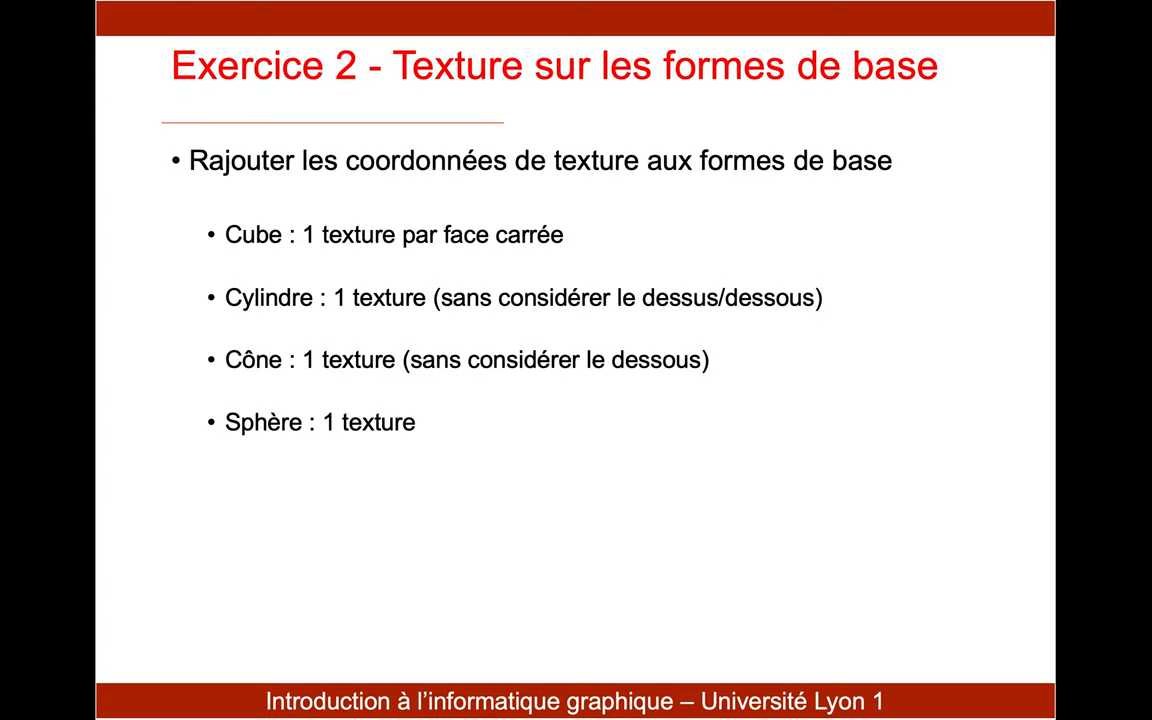 Exercice 2 - Texture sur les formes de base
• Rajouter les coordonnées de texture aux formes de base
• Cube : 1 texture par face carrée
• Cylindre : 1 texture (sans considérer le dessus/dessous)
• Cône : 1 texture (sans considérer le dessous)
• Sphère : 1 texture
Introduction à l’informatique graphique – Université Lyon 1